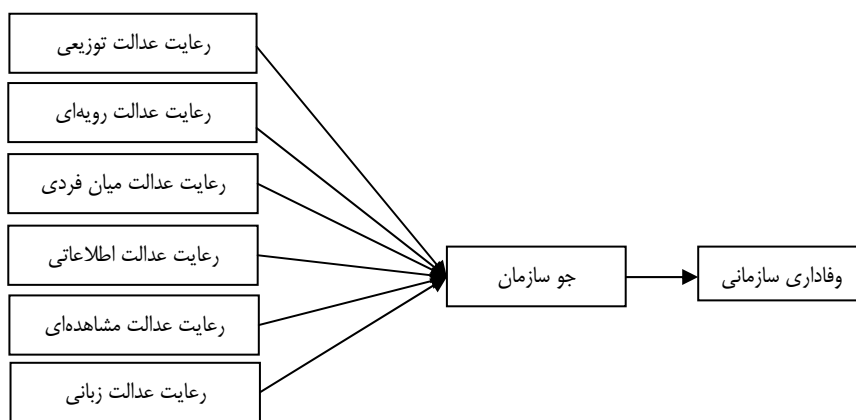 رعایت عدالت توزیعی
رعایت عدالت رویه‌ای
رعایت عدالت میان فردی
رعایت عدالت اطلاعاتی
رعایت عدالت مشاهده‌ای
رعایت عدالت زبانی
جو سازمان
وفاداری سازمانی